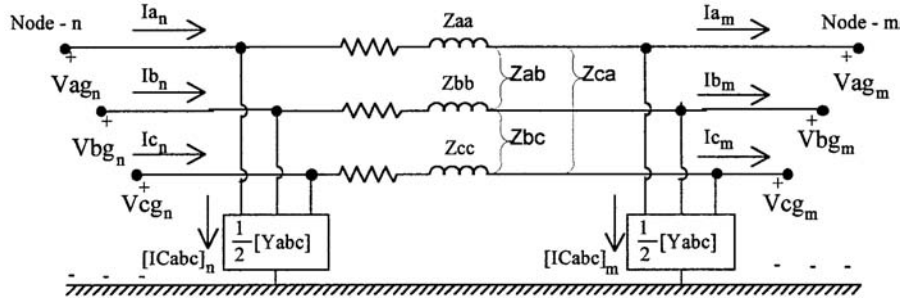 Node - n
Ia_n
Zaa
Ia_m
Node - m
+
Vag_n
Ib_n
Zbb
Zab
Zca
Ib_m
+
Vag_m
+
Vbg_n
Ic_n
Zcc
Zbc
Ic_m
+
Vbg_m
+
Vcg_n
+
Vcg_m
[ICabc]_n
1/2 [Yabc]
[ICabc]_m
1/2 [Yabc]
- - -
- - -